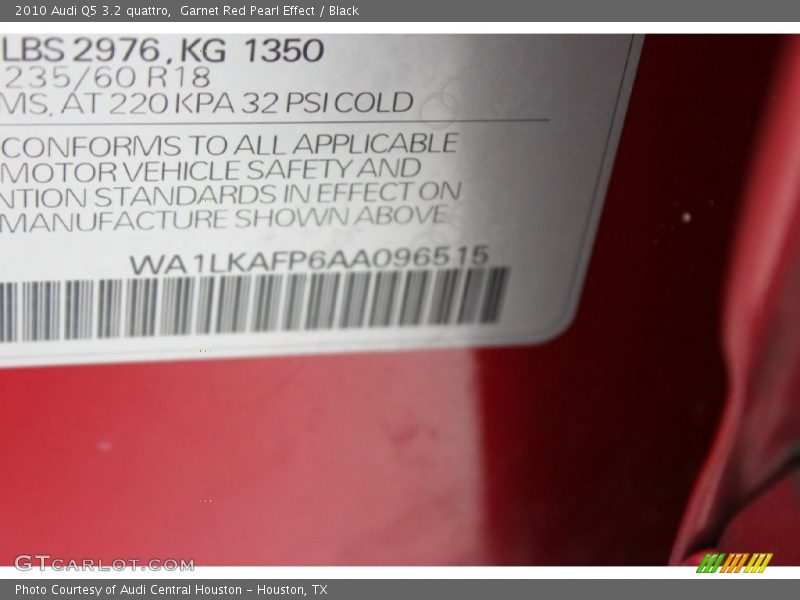 2010 Audi Q5 3.2 quattro,  Garnet Red Pearl Effect / Black
LBS 2976, KG 1350
235/60 R18
MS, AT 220 KPA 32 PSI COLD
CONFORMS TO ALL APPLICABLE
MOTOR VEHICLE SAFETY AND
NTION STANDARDS IN EFFECT ON
MANUFACTURE SHOWN ABOVE
WA1LKAFP6AA096515
GTCARLOT.COM
Photo Courtesy of Audi Central Houston - Houston, TX